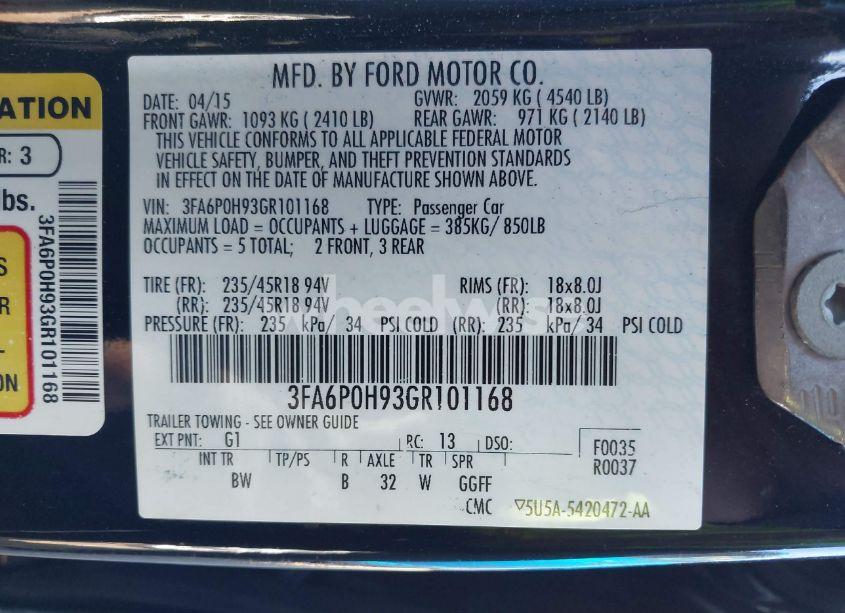 MFD. BY FORD MOTOR CO.
DATE: 04/15 GVWR: 2059 KG ( 4540 LB)
FRONT GAWR: 1093 KG ( 2410 LB) REAR GAWR: 971 KG ( 2140 LB)
THIS VEHICLE CONFORMS TO ALL APPLICABLE FEDERAL MOTOR
VEHICLE SAFETY, BUMPER, AND THEFT PREVENTION STANDARDS
IN EFFECT ON THE DATE OF MANUFACTURE SHOWN ABOVE.
VIN: 3FA6P0H93GR101168 TYPE: Passenger Car
MAXIMUM LOAD = OCCUPANTS + LUGGAGE = 385KG/ 850LB
OCCUPANTS = 5 TOTAL; 2 FRONT, 3 REAR
TIRE (FR): 235/45R18 94V RIMS (FR): 18x8.0J
(RR): 235/45R18 94V (RR): 18x8.0J
PRESSURE (FR): 235 kPa/ 34 PSI COLD (RR): 235 kPa/ 34 PSI COLD
3FA6P0H93GR101168
TRAILER TOWING - SEE OWNER GUIDE
EXT PNT: G1 RC: 13 DSO: F0035
INT TR TP/PS R AXLE TR SPR R0037
BW B 32 W GGFF
CMC ▽5U5A-5420472-AA
ATION
R: 3
bs.
3FA6P0H93GR101168
S
R
L-
ON